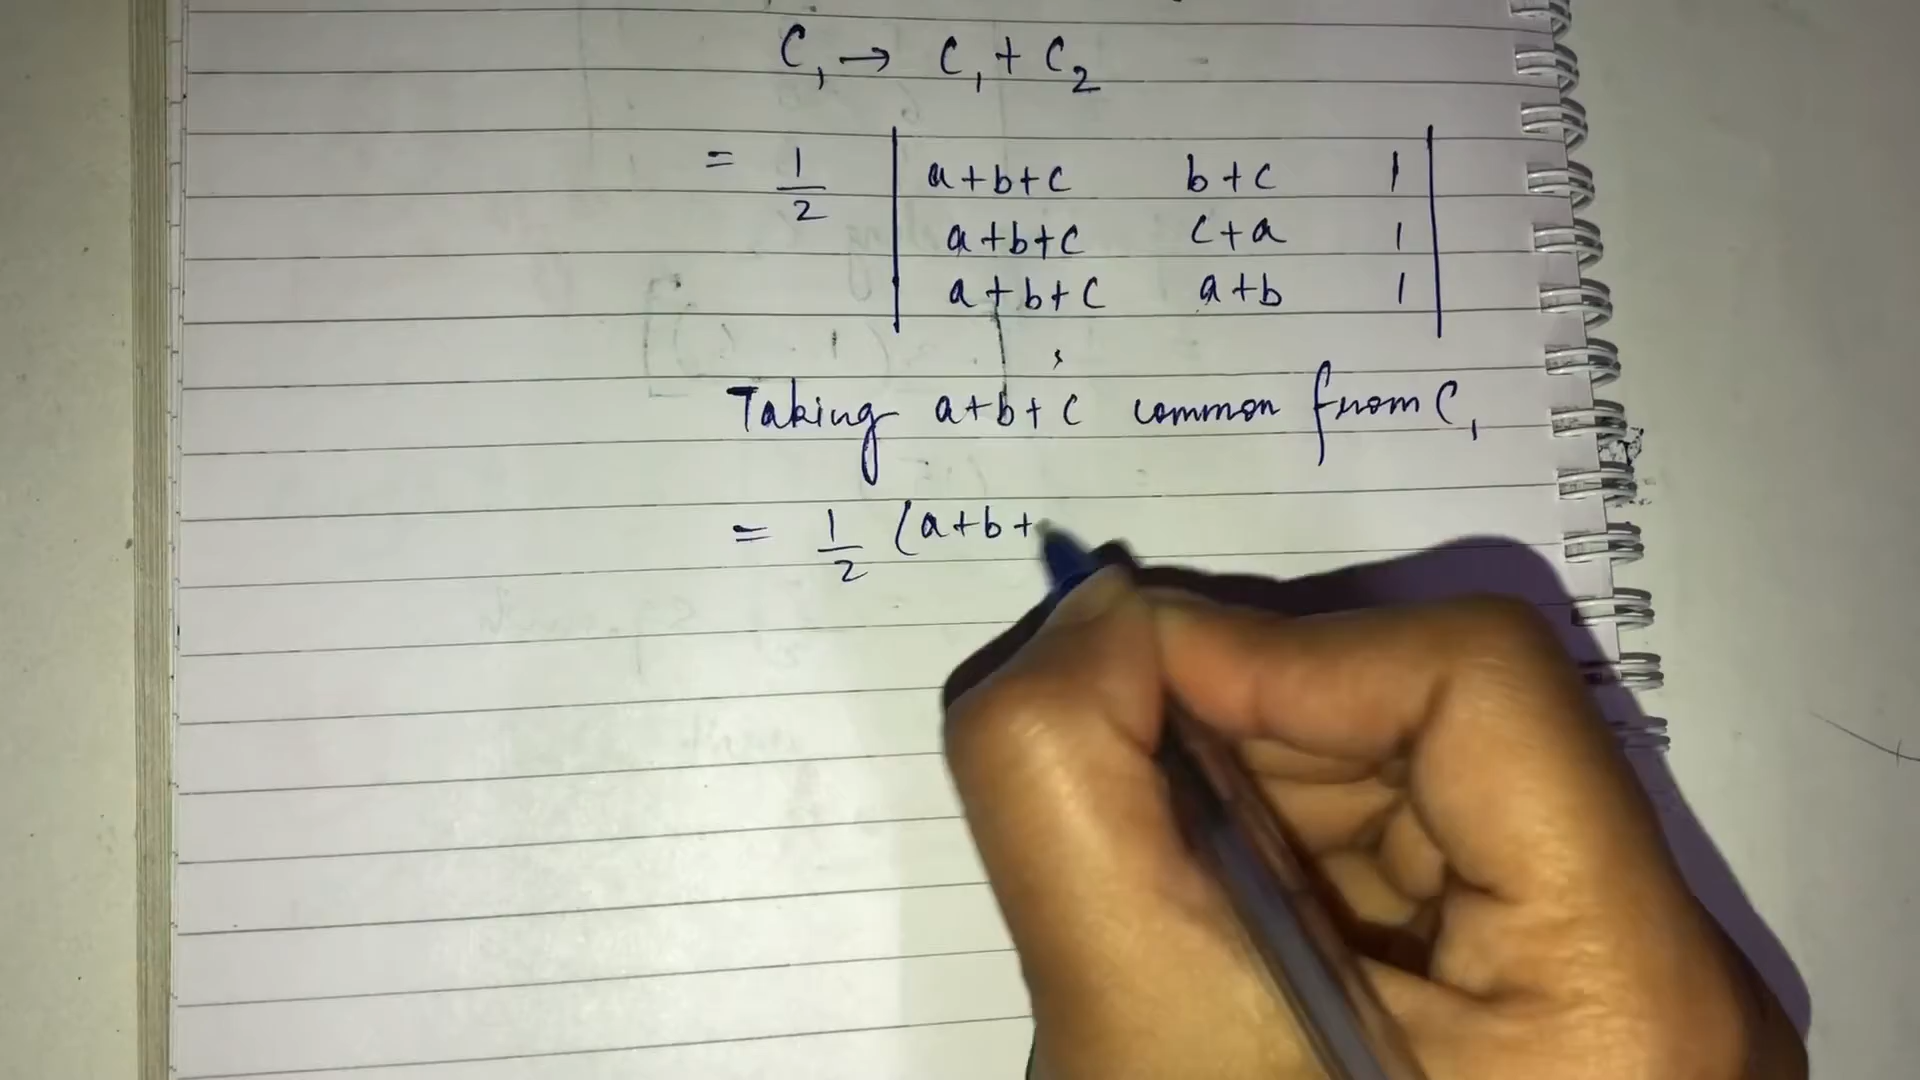 C₁ → C₁ + C₂
= 1/2 | a+b+c b+c 1 |
| a+b+c c+a 1 |
| a+b+c a+b 1 |
Taking a+b+c common from C₁
= 1/2 (a+b+